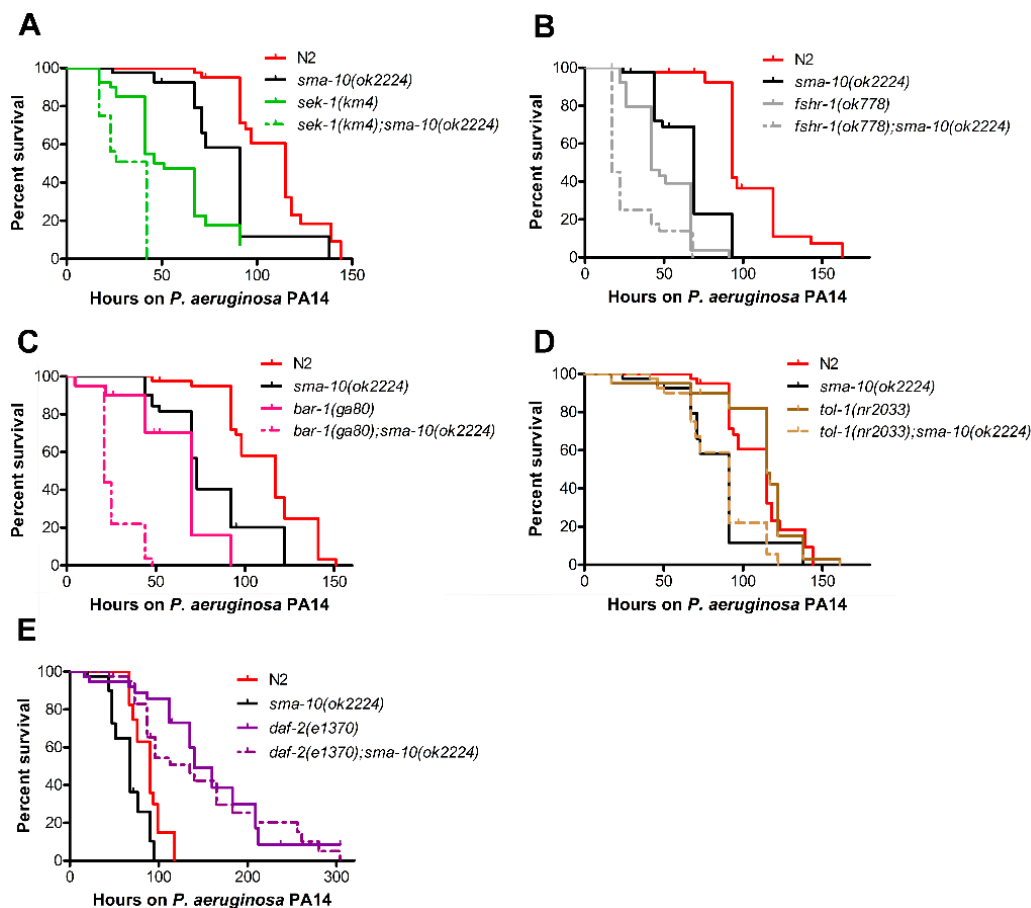 A
N2
sma-10(ok2224)
sek-1(km4)
sek-1(km4);sma-10(ok2224)
Percent survival
100
80
60
40
20
0
0 50 100 150
Hours on P. aeruginosa PA14
B
N2
sma-10(ok2224)
fshr-1(ok778)
fshr-1(ok778);sma-10(ok2224)
Percent survival
100
80
60
40
20
0
0 50 100 150
Hours on P. aeruginosa PA14
C
N2
sma-10(ok2224)
bar-1(ga80)
bar-1(ga80);sma-10(ok2224)
Percent survival
100
80
60
40
20
0
0 50 100 150
Hours on P. aeruginosa PA14
D
N2
sma-10(ok2224)
tol-1(nr2033)
tol-1(nr2033);sma-10(ok2224)
Percent survival
100
80
60
40
20
0
0 50 100 150
Hours on P. aeruginosa PA14
E
N2
sma-10(ok2224)
daf-2(e1370)
daf-2(e1370);sma-10(ok2224)
Percent survival
100
80
60
40
20
0
0 100 200 300
Hours on P. aeruginosa PA14